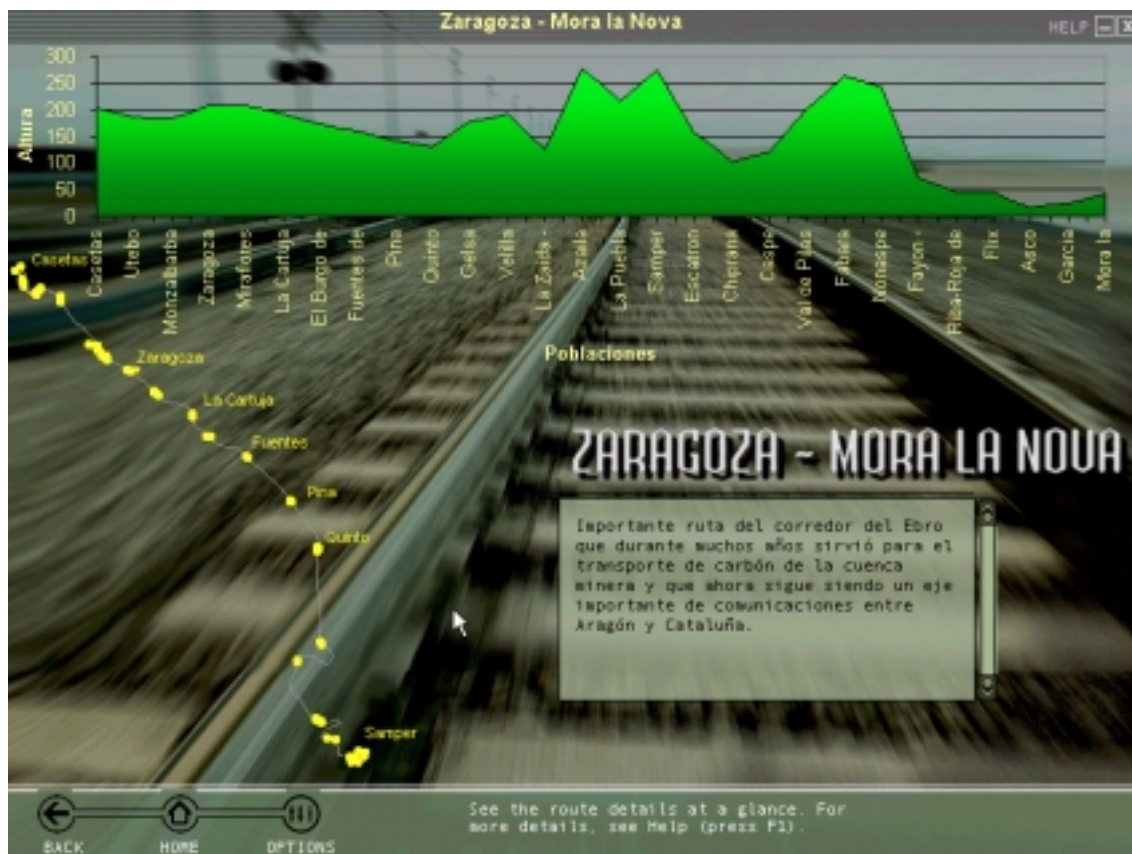 Zaragoza - Mora la Nova
HELP
300
250
200
150
100
50
0
Altura
Casetas
Utebo
Monzalbarba
Zaragoza
Miraflores
La Cartuja
El Burgo de
Fuentes de
Pina
Quinto
Gelsa
Velilla
La Zaida -
Azaila
La Puebla
Samper
Escatron
Chiprana
Caspe
Val de Pilas
Fabara
Nonaspe
Fayon -
Riba-Roja de
Flix
Asco
Garcia
Mora la
Poblaciones
Casetas
Zaragoza
La Cartuja
Fuentes
Pina
Quinto
Samper
ZARAGOZA - MORA LA NOVA
Importante ruta del corredor del Ebro
que durante muchos años sirvió para el
transporte de carbón de la cuenca
minera y que ahora sigue siendo un eje
importante de comunicaciones entre
Aragón y Cataluña.
BACK
HOME
OPTIONS
See the route details at a glance. For
more details, see Help (press F1).